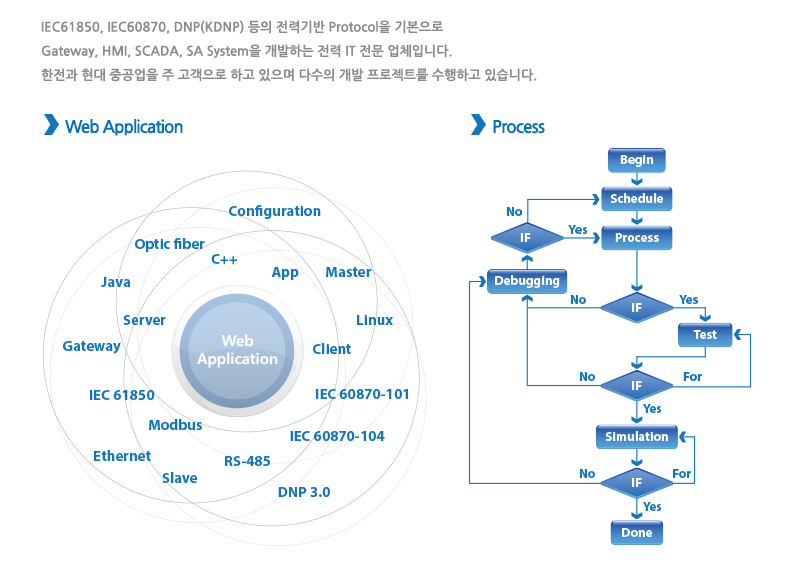 IEC61850, IEC60870, DNP(KDNP) 등의 전력기반 Protocol을 기본으로
Gateway, HMI, SCADA, SA System을 개발하는 전력 IT 전문 업체입니다.
한전과 현대 중공업을 주 고객으로 하고 있으며 다수의 개발 프로젝트를 수행하고 있습니다.
Web Application
Configuration
Optic fiber
C++
App
Master
Java
Server
Linux
Gateway
Web
Application
Client
IEC 61850
IEC 60870-101
Modbus
IEC 60870-104
Ethernet
RS-485
Slave
DNP 3.0
Process
Begin
Schedule
No
IF
Yes
Process
Debugging
No
IF
Yes
Test
No
IF
For
Yes
Simulation
No
IF
For
Yes
Done